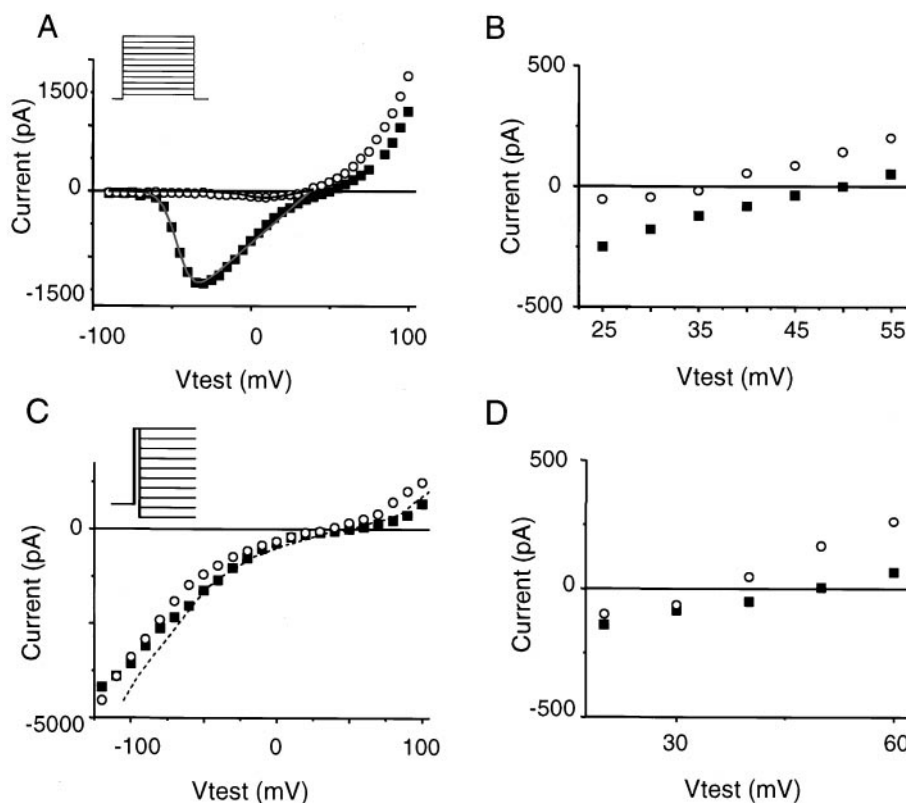 A
Current (pA)
1500
0
-1500
-100
0
100
Vtest (mV)
B
Current (pA)
500
0
-500
25
35
45
55
Vtest (mV)
C
Current (pA)
0
-5000
-100
0
100
Vtest (mV)
D
Current (pA)
500
0
-500
30
60
Vtest (mV)